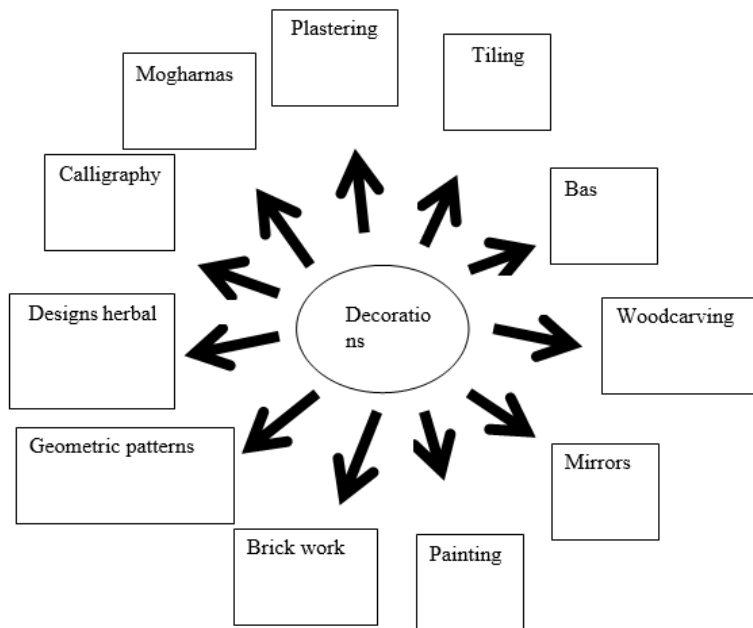 Plastering
Tiling
Mogharnas
Calligraphy
Bas
Designs herbal
Decoratio
ns
Woodcarving
Geometric patterns
Mirrors
Brick work
Painting